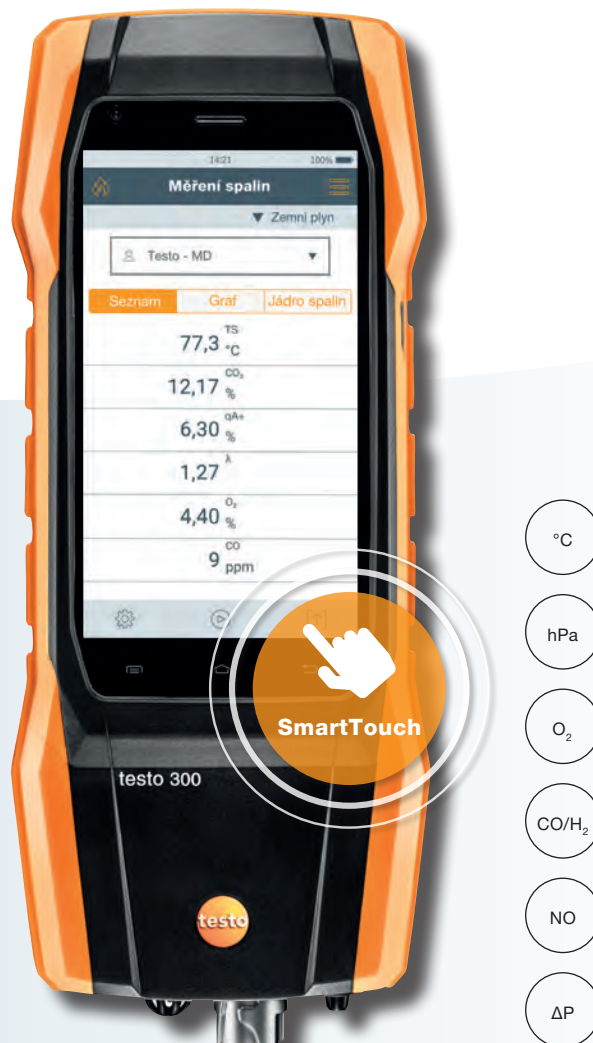 14:21 100%
Měření spalin
▼ Zemní plyn
Testo - MD ▼
Seznam Graf Jádro spalin
77,3 TS °C
12,17 CO₂ %
6,30 qA+ %
1,27 λ
4,40 O₂ %
9 CO ppm
SmartTouch
testo 300
testo
°C
hPa
O₂
CO/H₂
NO
ΔP